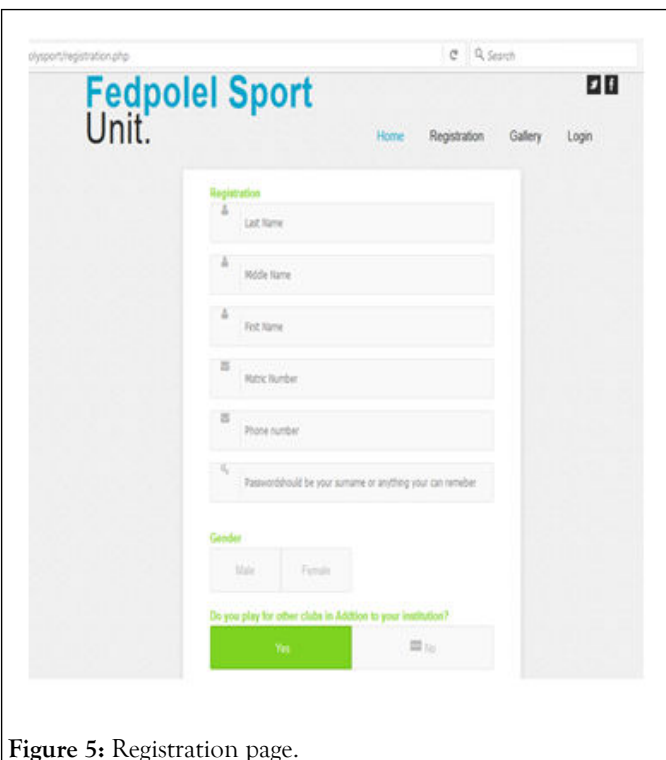 olysport/registration.php
Search
Fedpolel Sport
Unit.
Home Registration Gallery Login
Registration
Last Name
Middle Name
First Name
Matric Number
Phone number
Passwordshould be your surname or anything your can remeber
Gender
Male Female
Do you play for other clubs in Addtion to your institution?
Yes No
Figure 5: Registration page.